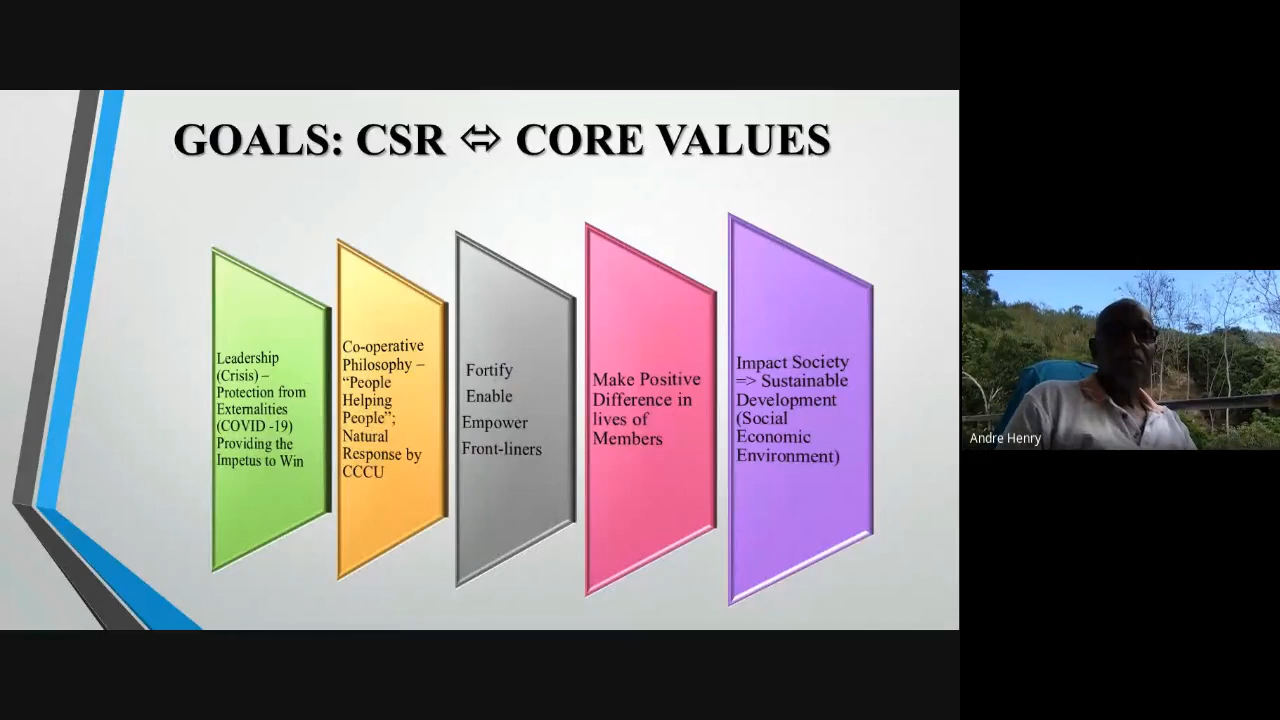 GOALS: CSR ⬄ CORE VALUES
Leadership
(Crisis) –
Protection from
Externalities
(COVID -19)
Providing the
Impetus to Win
Co-operative
Philosophy –
“People
Helping
People”;
Natural
Response by
CCCU
Fortify
Enable
Empower
Front-liners
Make Positive
Difference in
lives of
Members
Impact Society
=> Sustainable
Development
(Social
Economic
Environment)
Andre Henry